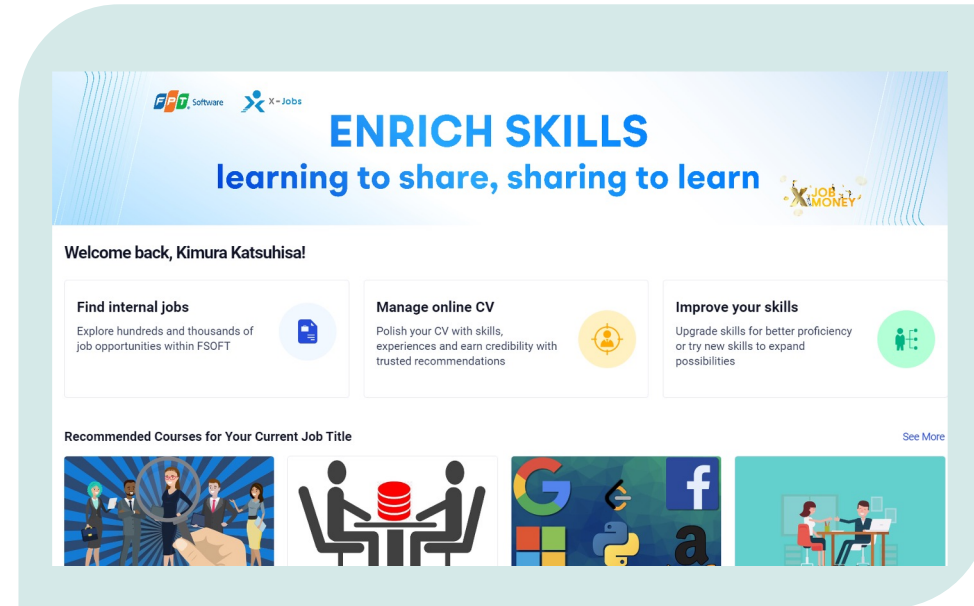 FPT Software X-Jobs
ENRICH SKILLS
learning to share, sharing to learn
X JOB
MONEY
Welcome back, Kimura Katsuhisa!
Find internal jobs
Explore hundreds and thousands of
job opportunities within FSOFT
Manage online CV
Polish your CV with skills,
experiences and earn credibility with
trusted recommendations
Improve your skills
Upgrade skills for better proficiency
or try new skills to expand
possibilities
Recommended Courses for Your Current Job Title
See More
G
f
a